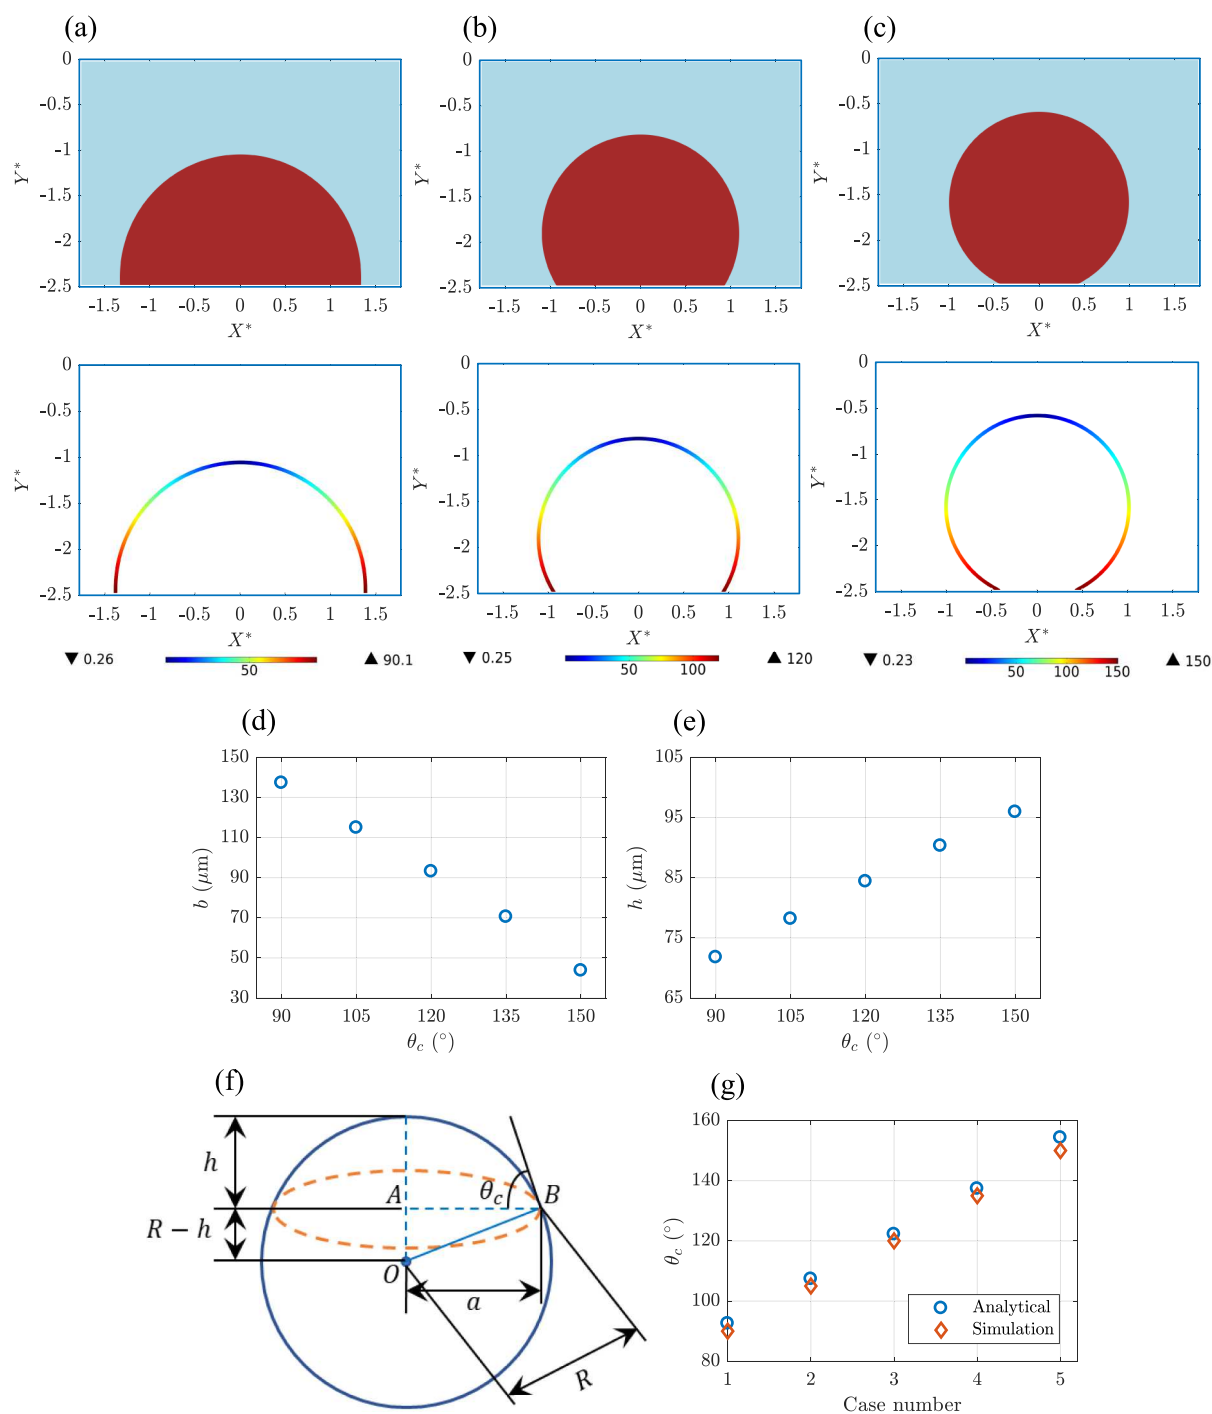 (a) (b) (c)
0 -0.5 -1 -1.5 -2 -2.5
Y*
-1.5 -1 -0.5 0 0.5 1 1.5
X*
0 -0.5 -1 -1.5 -2 -2.5
Y*
-1.5 -1 -0.5 0 0.5 1 1.5
X*
0 -0.5 -1 -1.5 -2 -2.5
Y*
-1.5 -1 -0.5 0 0.5 1 1.5
X*
0 -0.5 -1 -1.5 -2 -2.5
Y*
-1.5 -1 -0.5 0 0.5 1 1.5
X*
▼ 0.26 50 ▲ 90.1
0 -0.5 -1 -1.5 -2 -2.5
Y*
-1.5 -1 -0.5 0 0.5 1 1.5
X*
▼ 0.25 50 100 ▲ 120
0 -0.5 -1 -1.5 -2 -2.5
Y*
-1.5 -1 -0.5 0 0.5 1 1.5
X*
▼ 0.23 50 100 150 ▲ 150
(d)
150 130 110 90 70 50 30
b (μm)
90 105 120 135 150
θc (°)
(e)
105 95 85 75 65
h (μm)
90 105 120 135 150
θc (°)
(f)
h
A θc B
R − h
O
a
R
(g)
160 140 120 100 80
θc (°)
Analytical
Simulation
1 2 3 4 5
Case number